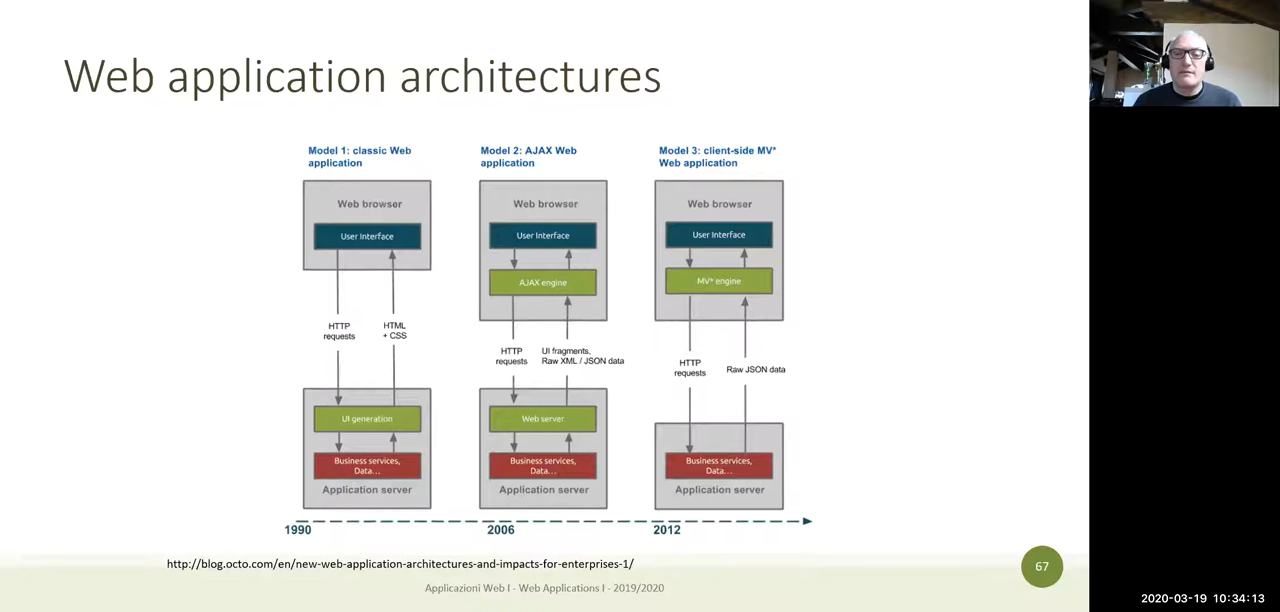 Web application architectures
Model 1: classic Web
application
Web browser
User Interface
HTTP
requests
HTML
+ CSS
UI generation
Business services,
Data...
Application server
Model 2: AJAX Web
application
Web browser
User Interface
AJAX engine
HTTP
requests
UI fragments,
Raw XML / JSON data
Web server
Business services,
Data...
Application server
Model 3: client-side MV*
Web application
Web browser
User Interface
MV* engine
HTTP
requests
Raw JSON data
Business services,
Data...
Application server
1990
2006
2012
http://blog.octo.com/en/new-web-application-architectures-and-impacts-for-enterprises-1/
67
Applicazioni Web I - Web Applications I - 2019/2020
2020-03-19 10:34:13